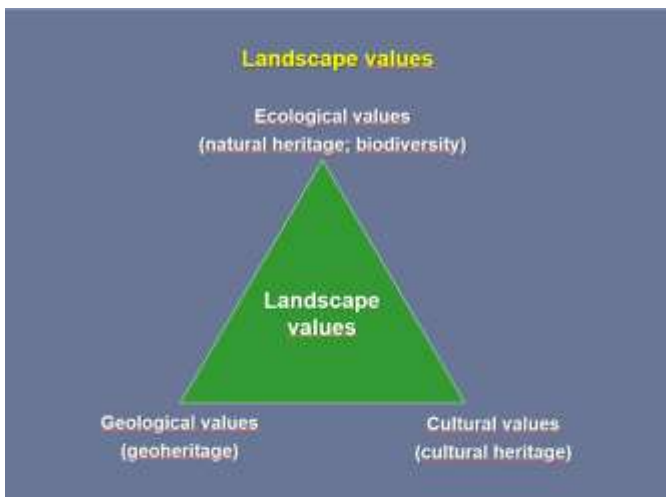 Landscape values
Ecological values
(natural heritage; biodiversity)
Landscape
values
Geological values
(geoheritage)
Cultural values
(cultural heritage)